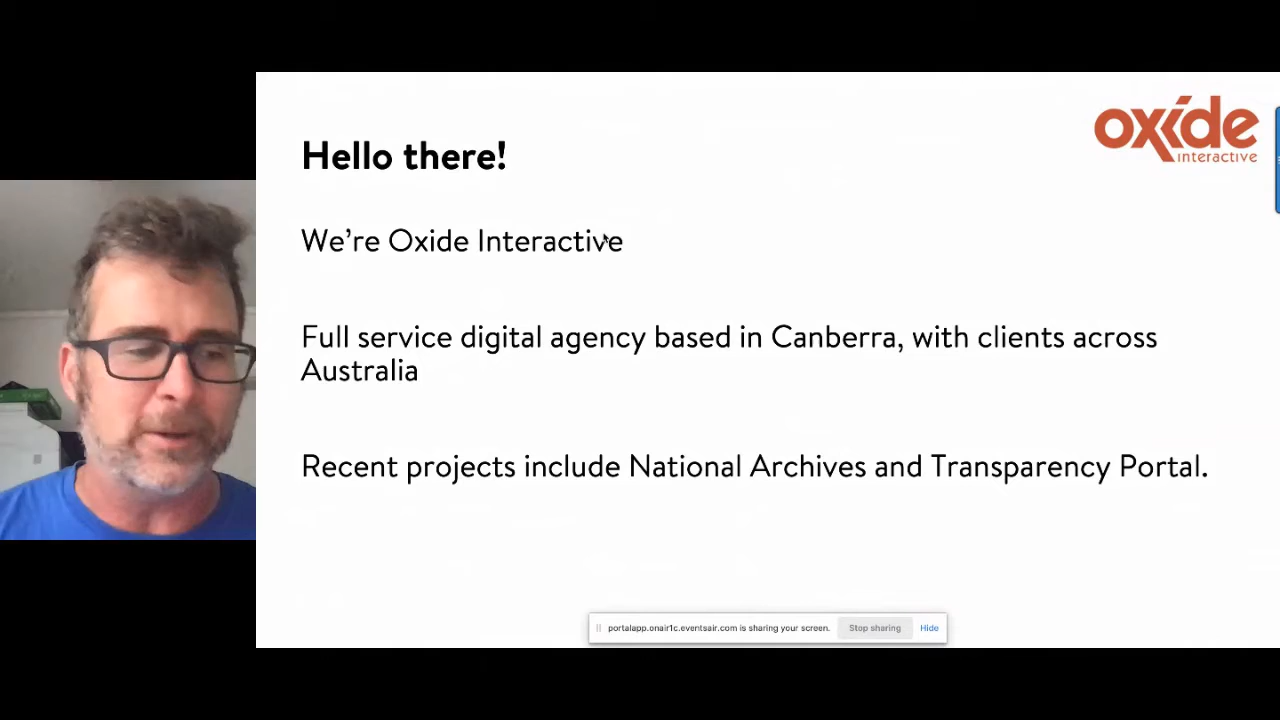 oxide
interactive
Hello there!
We’re Oxide Interactive
Full service digital agency based in Canberra, with clients across
Australia
Recent projects include National Archives and Transparency Portal.
portalapp.onair1c.eventsair.com is sharing your screen. Stop sharing Hide